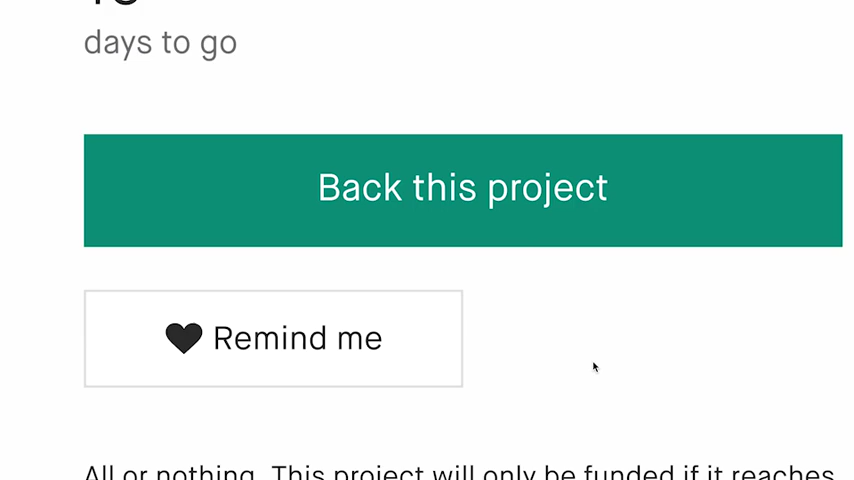 days to go
Back this project
Remind me
All or nothing. This project will only be funded if it reaches